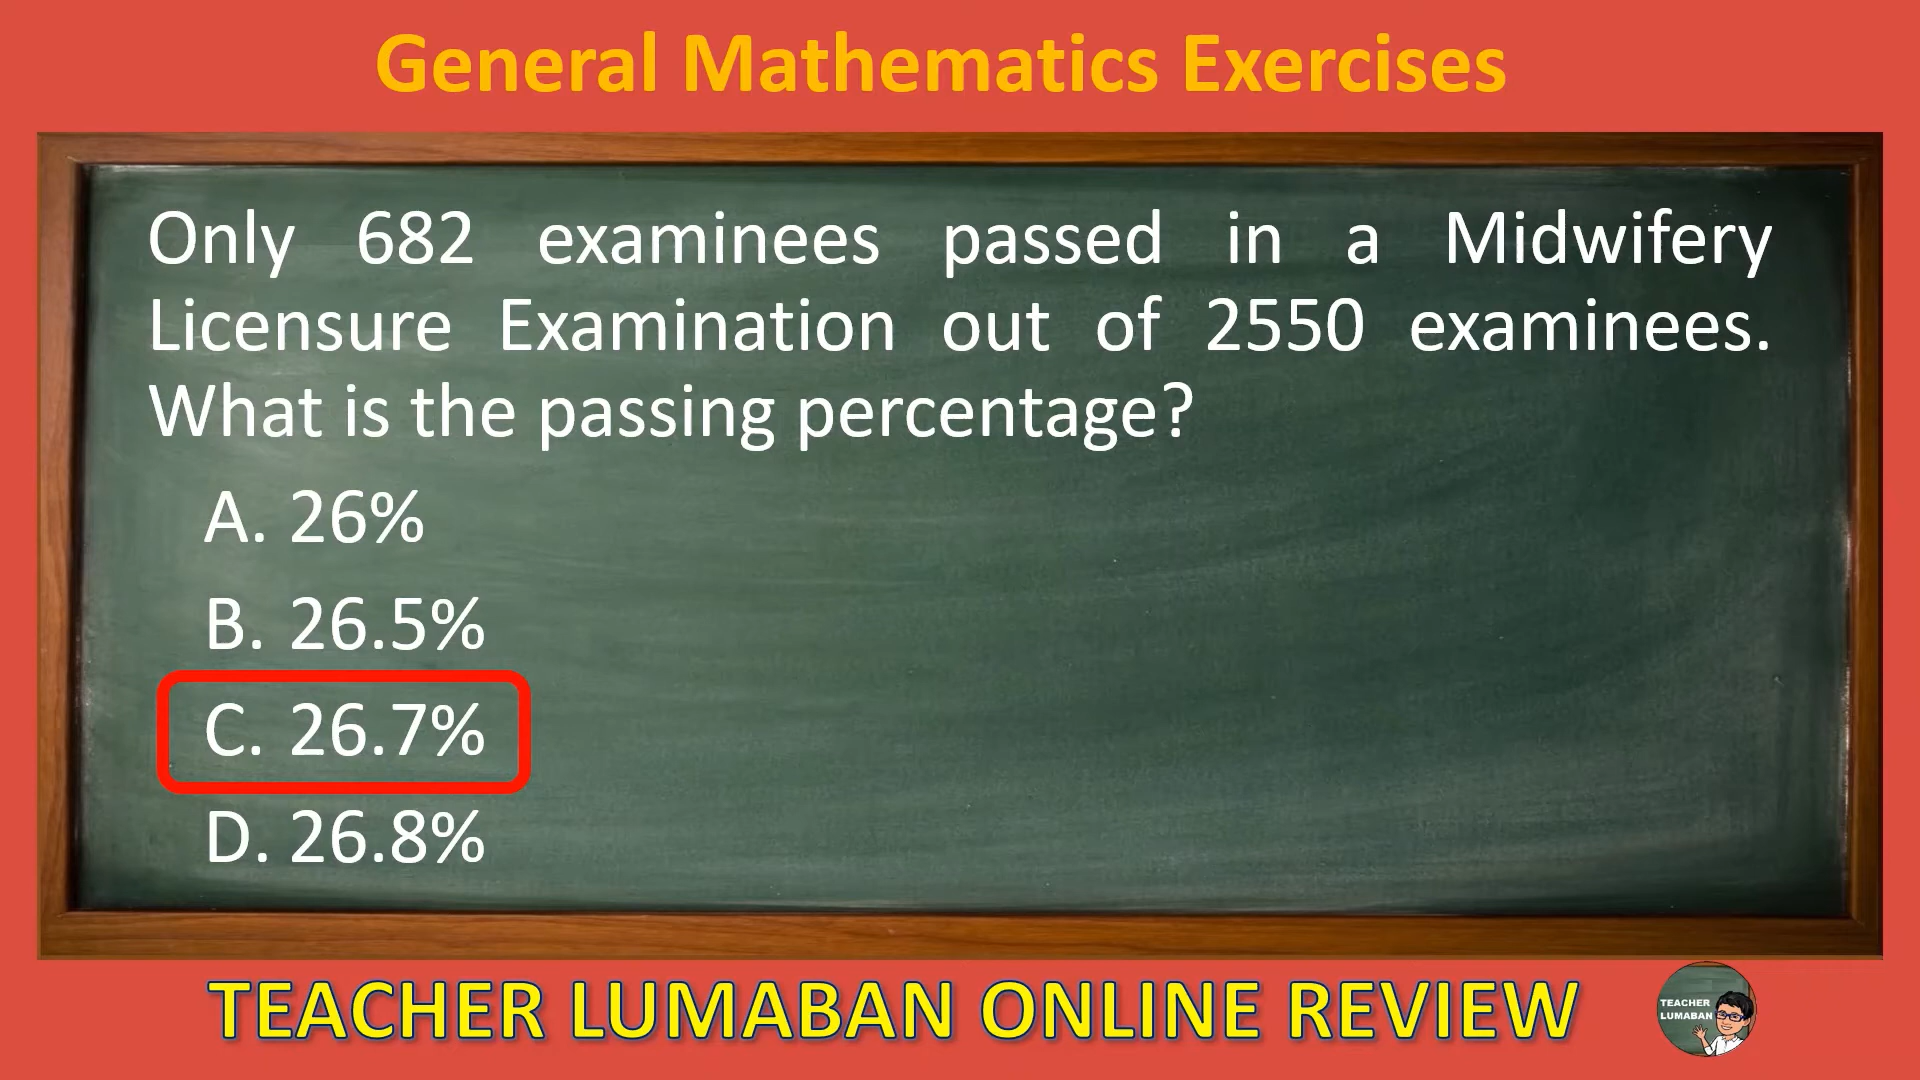 General Mathematics Exercises
Only 682 examinees passed in a Midwifery
Licensure Examination out of 2550 examinees.
What is the passing percentage?
A. 26%
B. 26.5%
C. 26.7%
D. 26.8%
TEACHER LUMABAN ONLINE REVIEW
TEACHER
LUMABAN